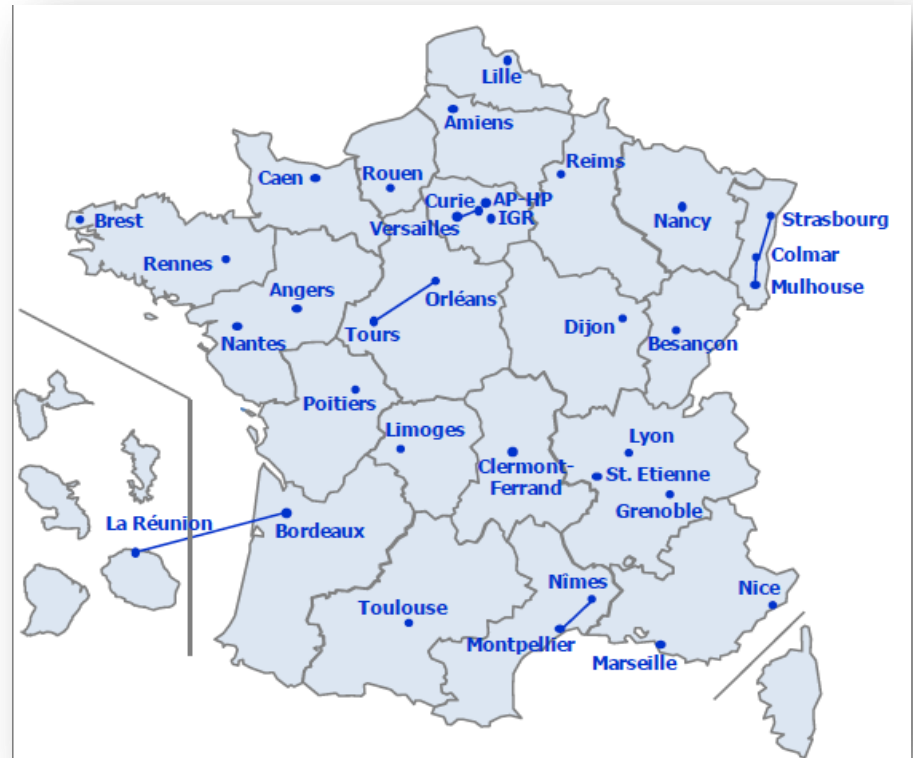 Lille
Amiens
Reims
Rouen
Caen
Curie
AP-HP
IGR
Versailles
Nancy
Strasbourg
Brest
Colmar
Rennes
Mulhouse
Angers
Orléans
Dijon
Tours
Nantes
Besançon
Poitiers
Limoges
Lyon
Clermont-
Ferrand
St. Etienne
Grenoble
La Réunion
Bordeaux
Nîmes
Nice
Toulouse
Montpellier
Marseille